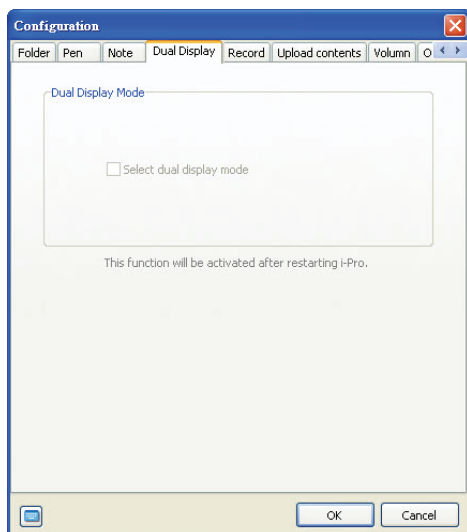 Configuration
Folder Pen Note Dual Display Record Upload contents Volumn O
Dual Display Mode
Select dual display mode
This function will be activated after restarting i-Pro.
OK Cancel